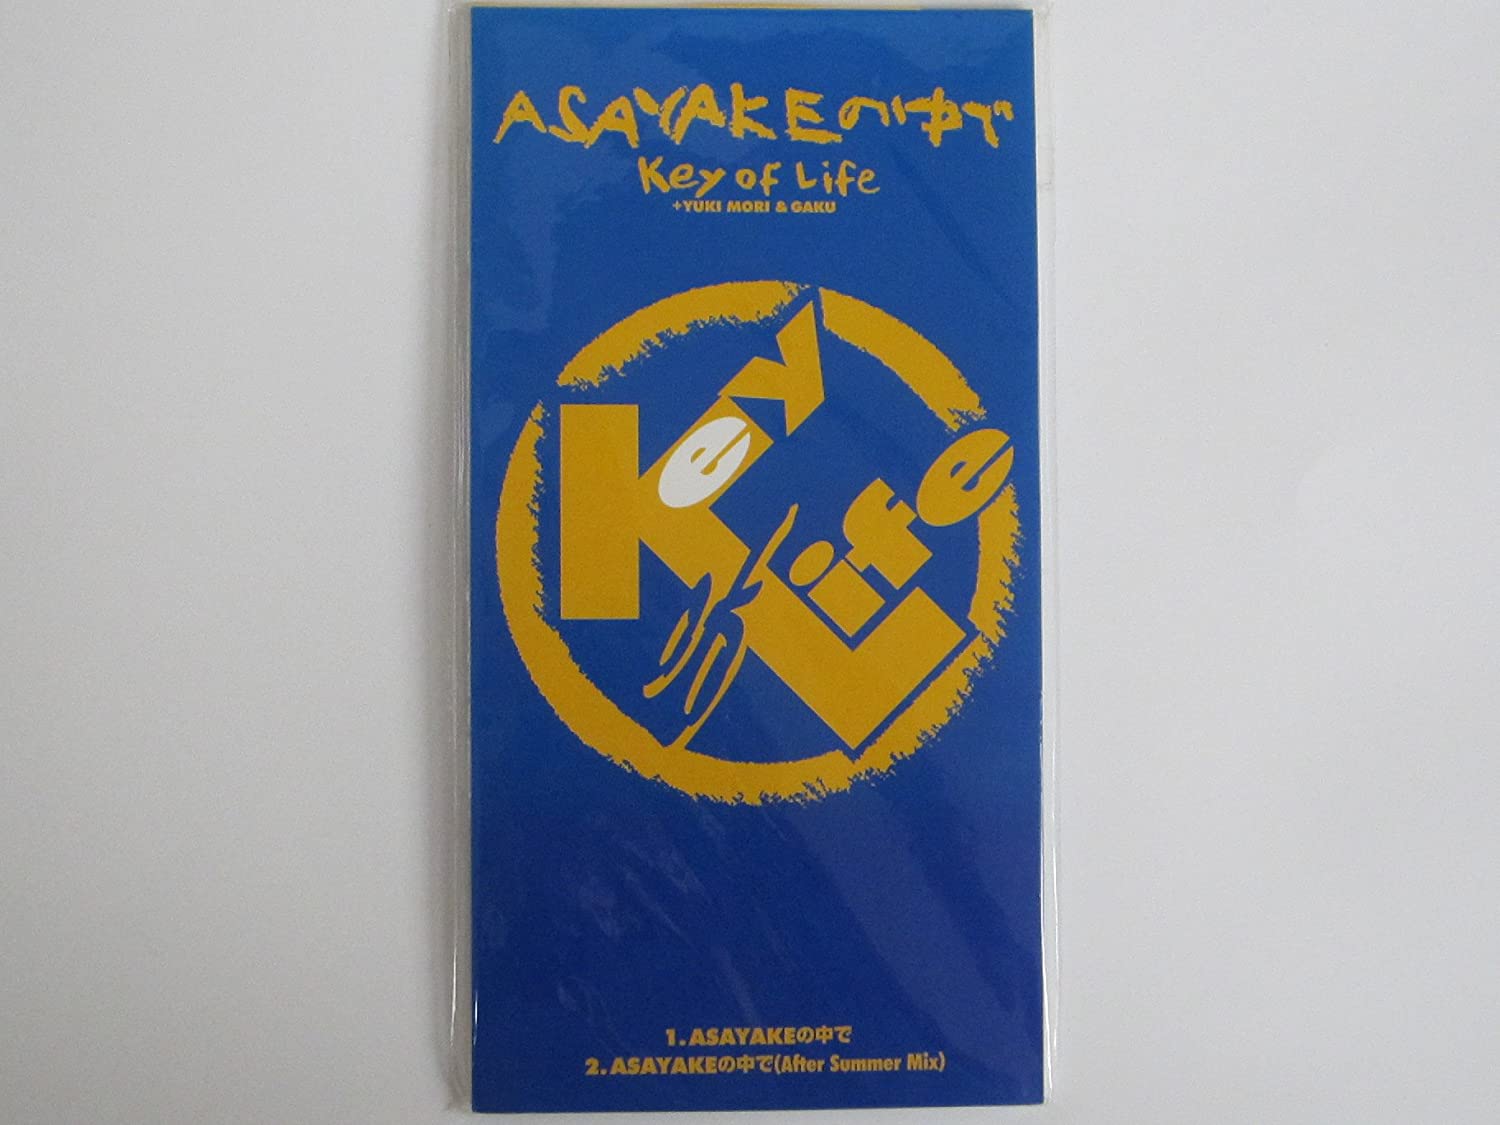 ASAYAKEの中で
Key of Life
+YUKI MORI & GAKU
Key
of
Life
1.ASAYAKEの中で
2.ASAYAKEの中で(After Summer Mix)